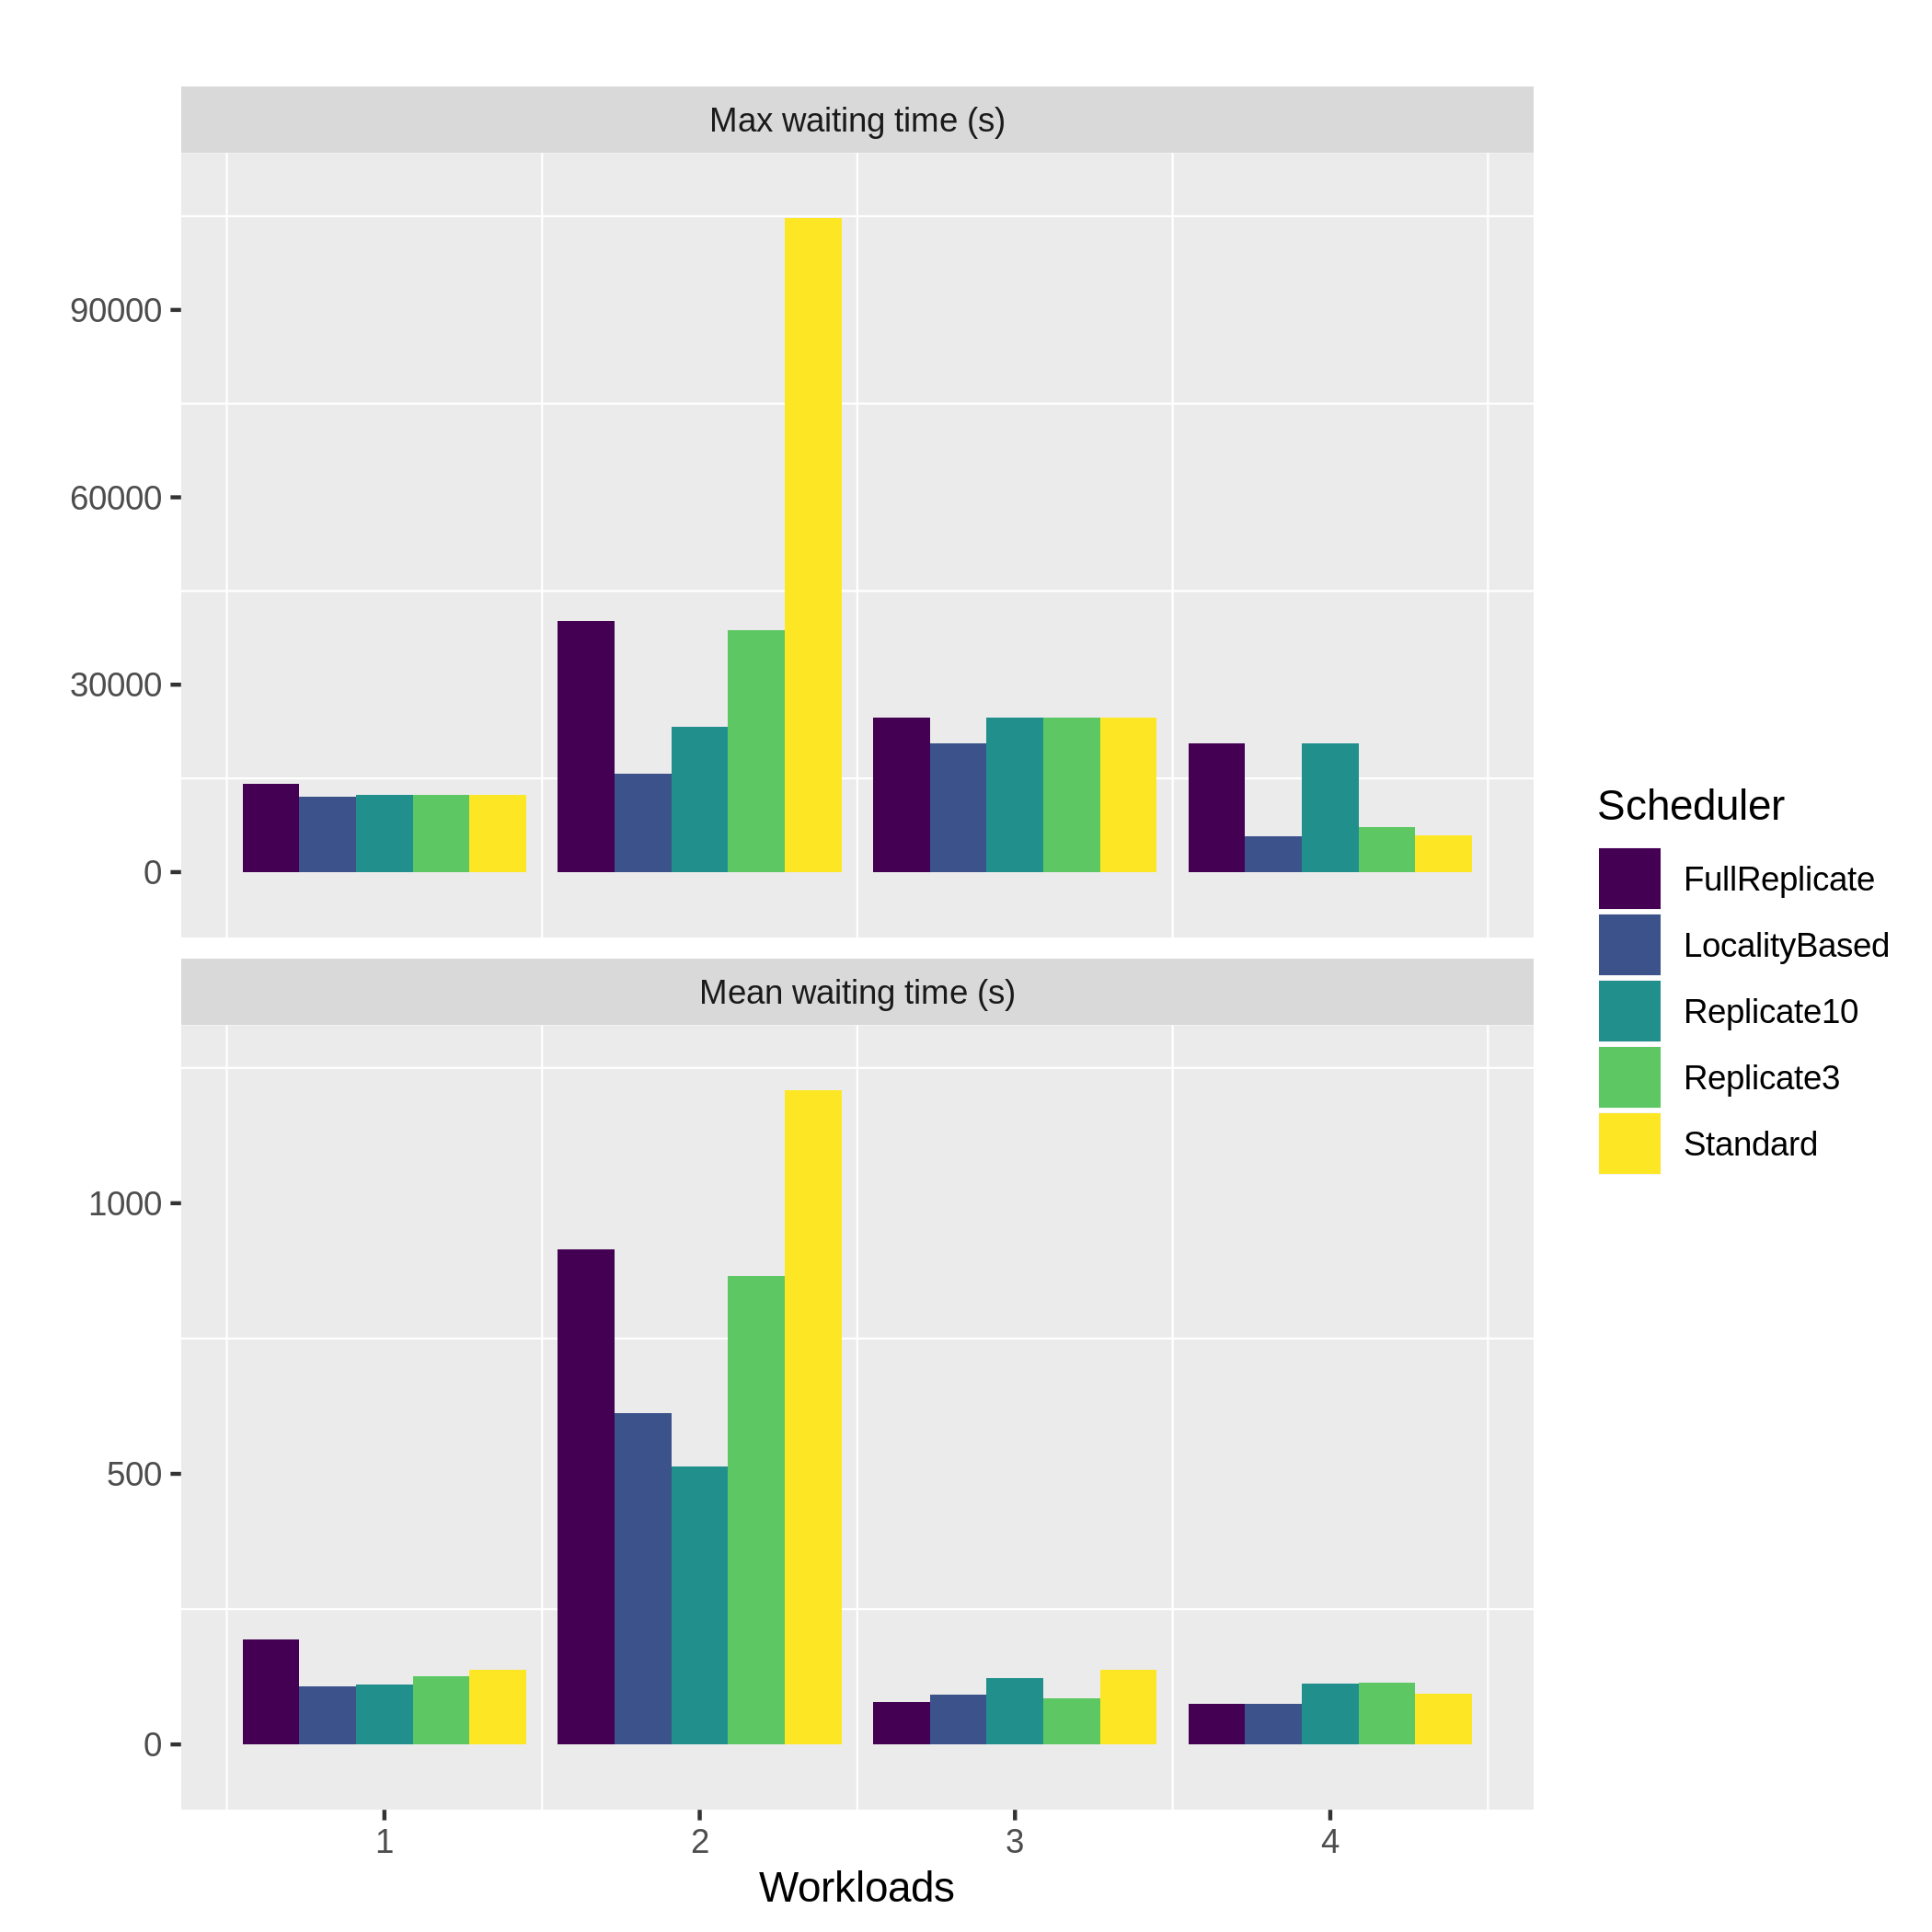 Max waiting time (s)
90000
60000
30000
0
Mean waiting time (s)
1000
500
0
1 2 3 4
Workloads
Scheduler
FullReplicate
LocalityBased
Replicate10
Replicate3
Standard